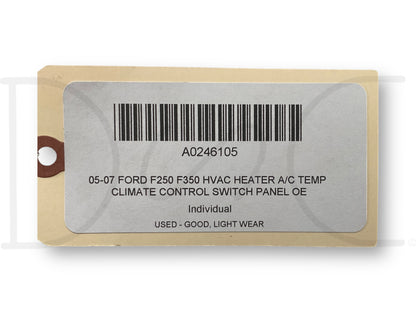 A0246105
05-07 FORD F250 F350 HVAC HEATER A/C TEMP
CLIMATE CONTROL SWITCH PANEL OE
Individual
USED - GOOD, LIGHT WEAR